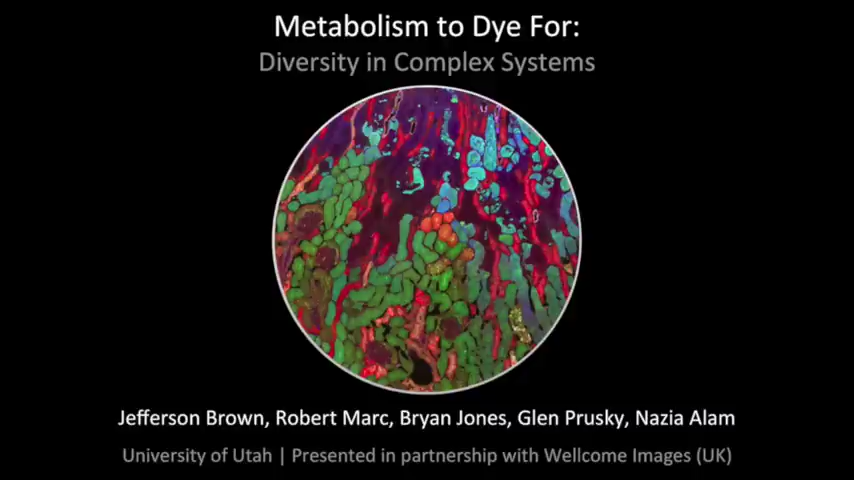 Metabolism to Dye For:
Diversity in Complex Systems
Jefferson Brown, Robert Marc, Bryan Jones, Glen Prusky, Nazia Alam
University of Utah | Presented in partnership with Wellcome Images (UK)